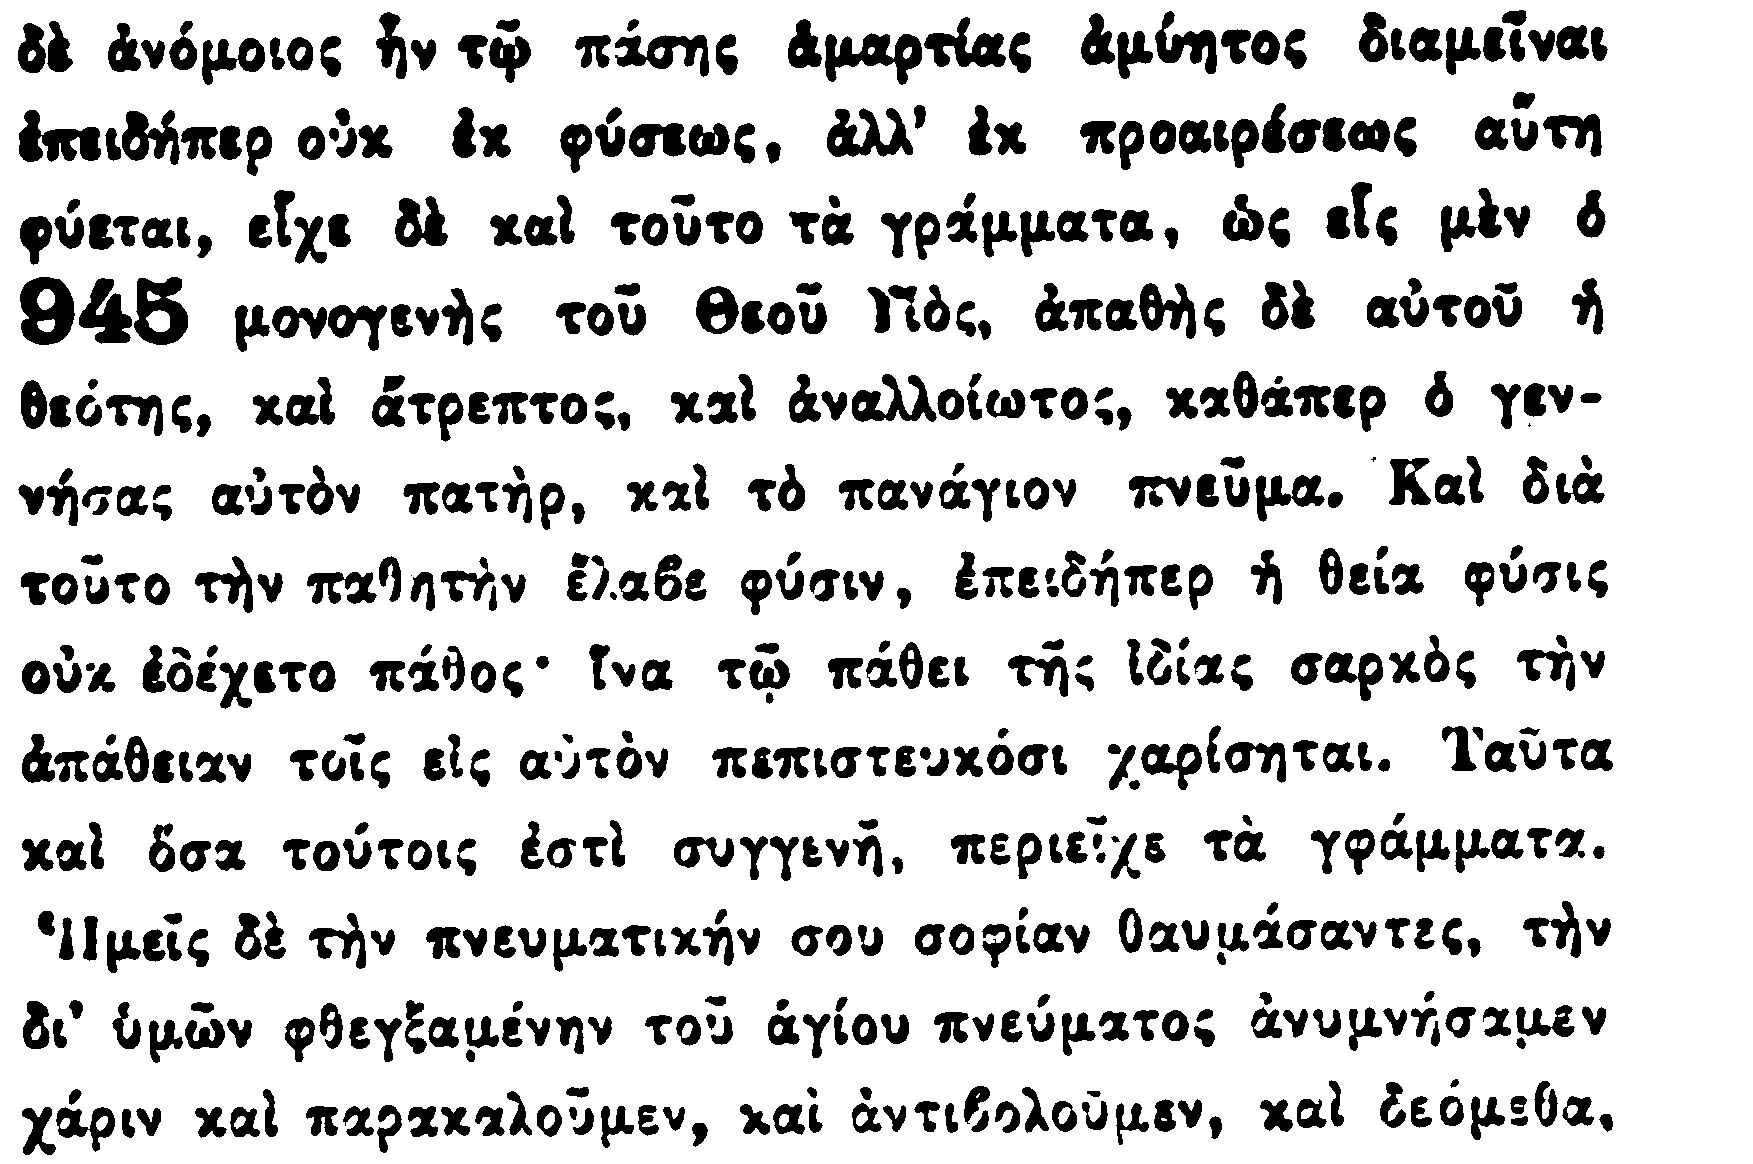 δὲ ἀνόμοιος ἦν τῷ πάσης ἁμαρτίας ἀμύητος διαμεῖναι
ἐπειδήπερ οὐκ ἐκ φύσεως, ἀλλ' ἐκ προαιρέσεως αὕτη
φύεται, εἶχε δὲ καὶ τοῦτο τὰ γράμματα, ὡς εἷς μὲν ὁ
945 μονογενὴς τοῦ Θεοῦ Υἱὸς, ἀπαθὴς δὲ αὐτοῦ ἡ
θεότης, καὶ ἄτρεπτος, καὶ ἀναλλοίωτος, καθάπερ ὁ γεν-
νήσας αὐτὸν πατὴρ, καὶ τὸ πανάγιον πνεῦμα. Καὶ διὰ
τοῦτο τὴν παθητὴν ἔλαβε φύσιν, ἐπειδήπερ ἡ θεία φύσις
οὐκ ἐδέχετο πάθος· ἵνα τῷ πάθει τῆς ἰδίας σαρκὸς τὴν
ἀπάθειαν τοῖς εἰς αὐτὸν πεπιστευκόσι χαρίσηται. Ταῦτα
καὶ ὅσα τούτοις ἐστὶ συγγενῆ, περιεῖχε τὰ γφάμματα.
Ἡμεῖς δὲ τὴν πνευματικήν σου σοφίαν θαυμάσαντες, τὴν
δι' ὑμῶν φθεγξαμένην τοῦ ἁγίου πνεύματος ἀνυμνήσαμεν
χάριν καὶ παρακαλοῦμεν, καὶ ἀντιβολοῦμεν, καὶ δεόμεθα,